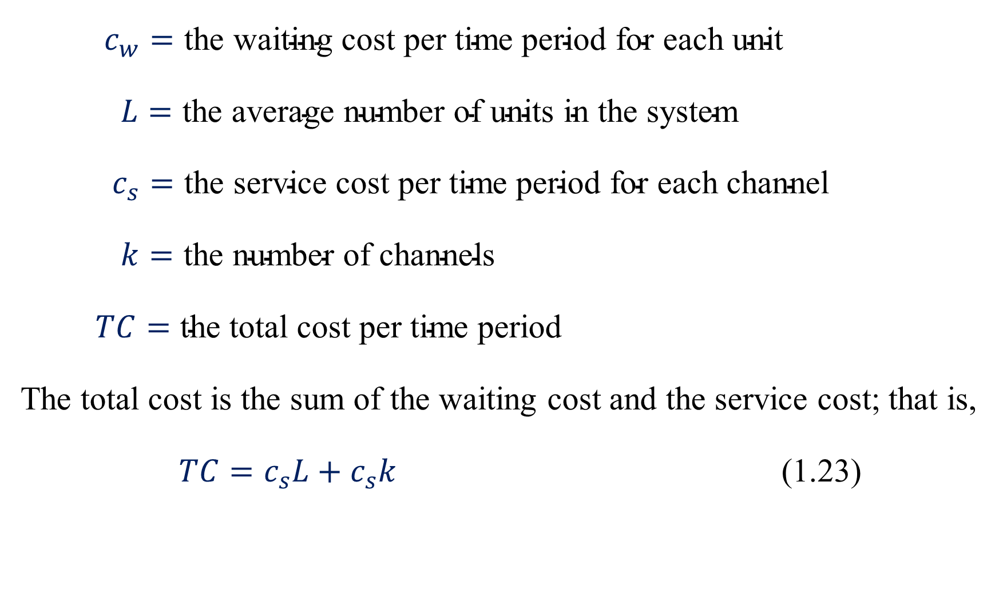 c_w = the waiting cost per time period for each unit
L = the average number of units in the system
c_s = the service cost per time period for each channel
k = the number of channels
TC = the total cost per time period
The total cost is the sum of the waiting cost and the service cost; that is,
TC = c_sL + c_sk (1.23)